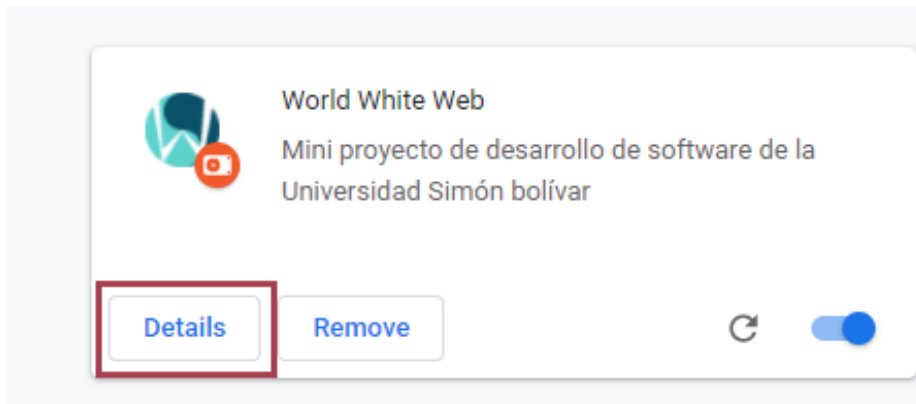 World White Web
Mini proyecto de desarrollo de software de la
Universidad Simón bolívar
Details
Remove